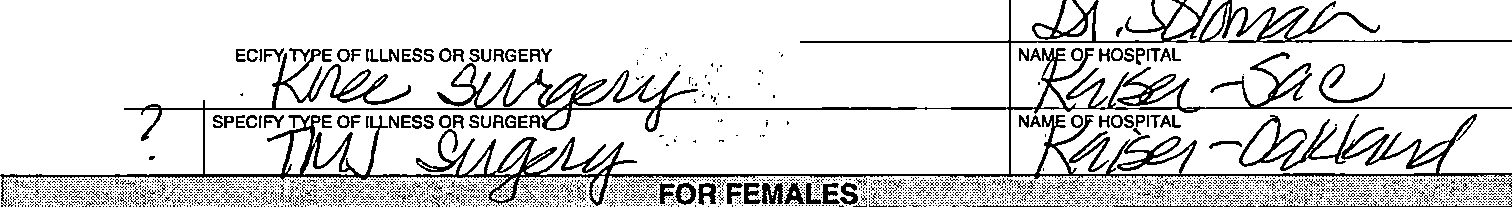 Dr. Sloman
ECIFY TYPE OF ILLNESS OR SURGERY NAME OF HOSPITAL
Knee surgery Kaiser-Sac
? SPECIFY TYPE OF ILLNESS OR SURGERY NAME OF HOSPITAL
TMJ sugery Kaiser-Oakland
FOR FEMALES